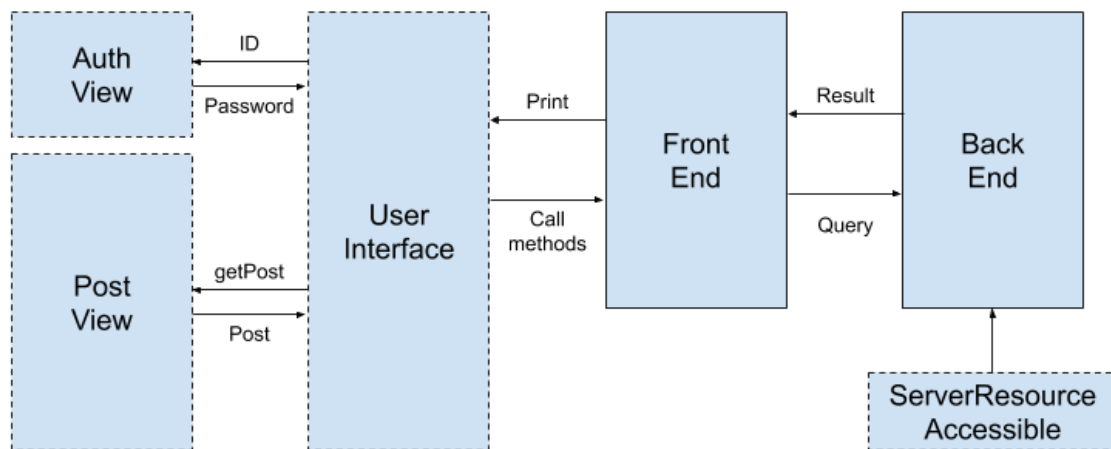 Auth
View
ID
Password
Post
View
getPost
Post
User
Interface
Print
Call
methods
Front
End
Result
Query
Back
End
ServerResource
Accessible